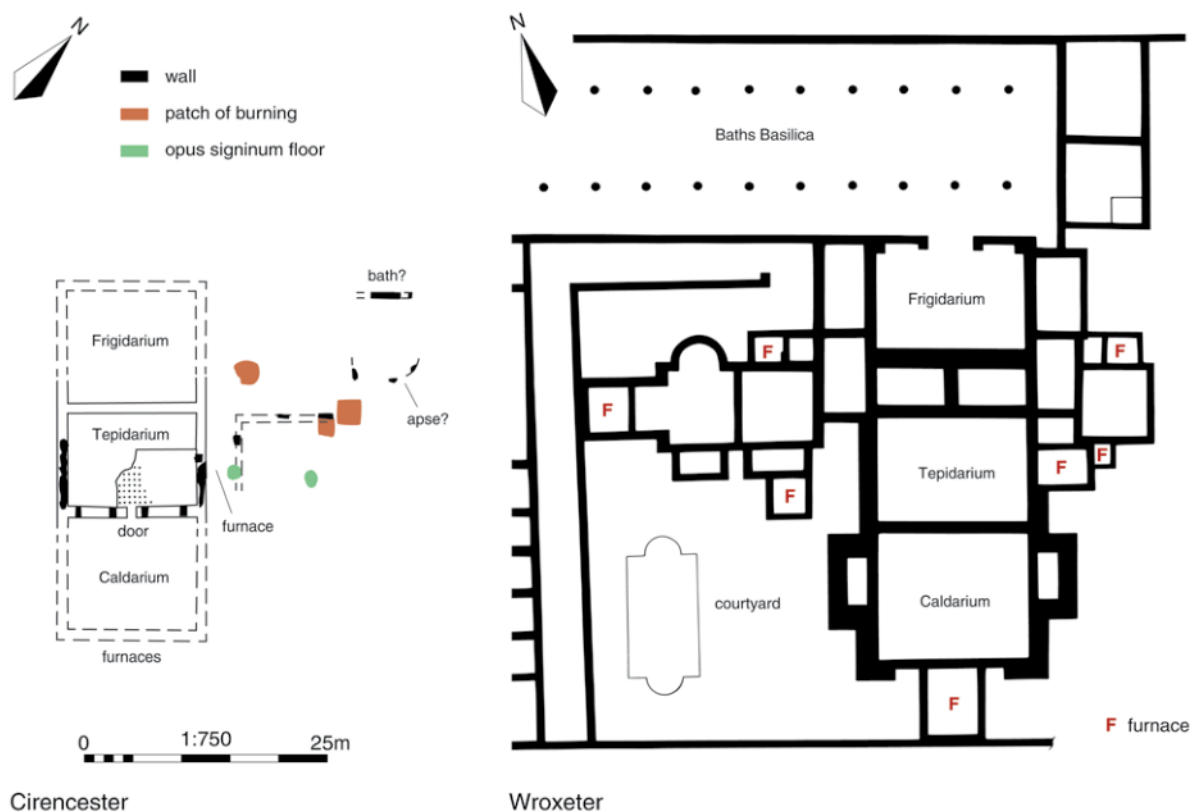 N
wall
patch of burning
opus signinum floor
bath?
Frigidarium
apse?
Tepidarium
furnace
door
Caldarium
furnaces
0 1:750 25m
Cirencester
N
Baths Basilica
Frigidarium
F
F
F
F
Tepidarium
F
F
courtyard
Caldarium
F
F furnace
Wroxeter